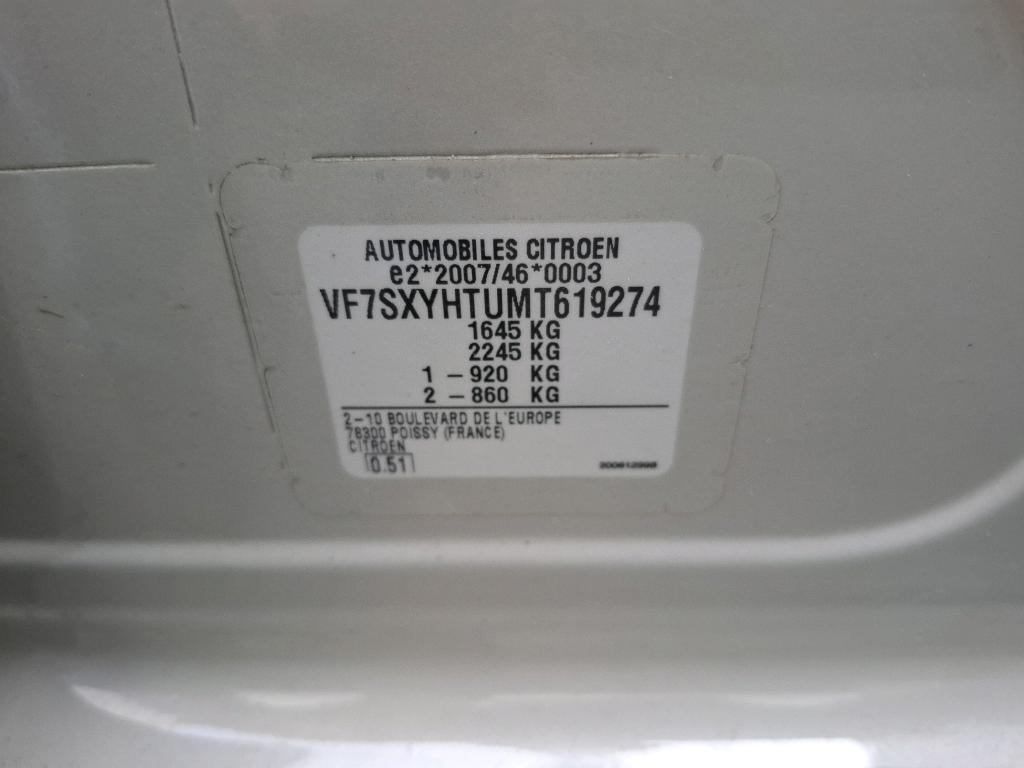 AUTOMOBILES CITROEN
e2*2007/46*0003
VF7SXYHTUMT619274
1645 KG
2245 KG
1 – 920 KG
2 – 860 KG
2–10 BOULEVARD DE L'EUROPE
78300 POISSY (FRANCE)
CITROEN
0.51